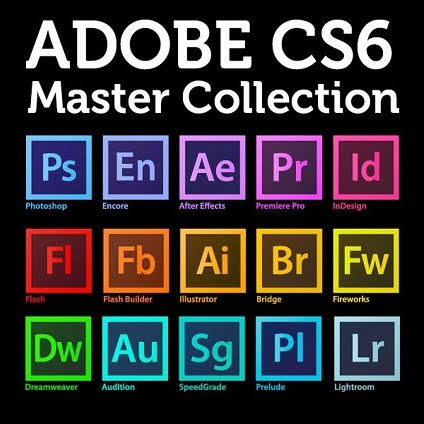 ADOBE CS6
Master Collection
Ps En Ae Pr Id
Photoshop Encore After Effects Premiere Pro InDesign
Fl Fb Ai Br Fw
Flash Flash Builder Illustrator Bridge Fireworks
Dw Au Sg Pl Lr
Dreamweaver Audition SpeedGrade Prelude Lightroom